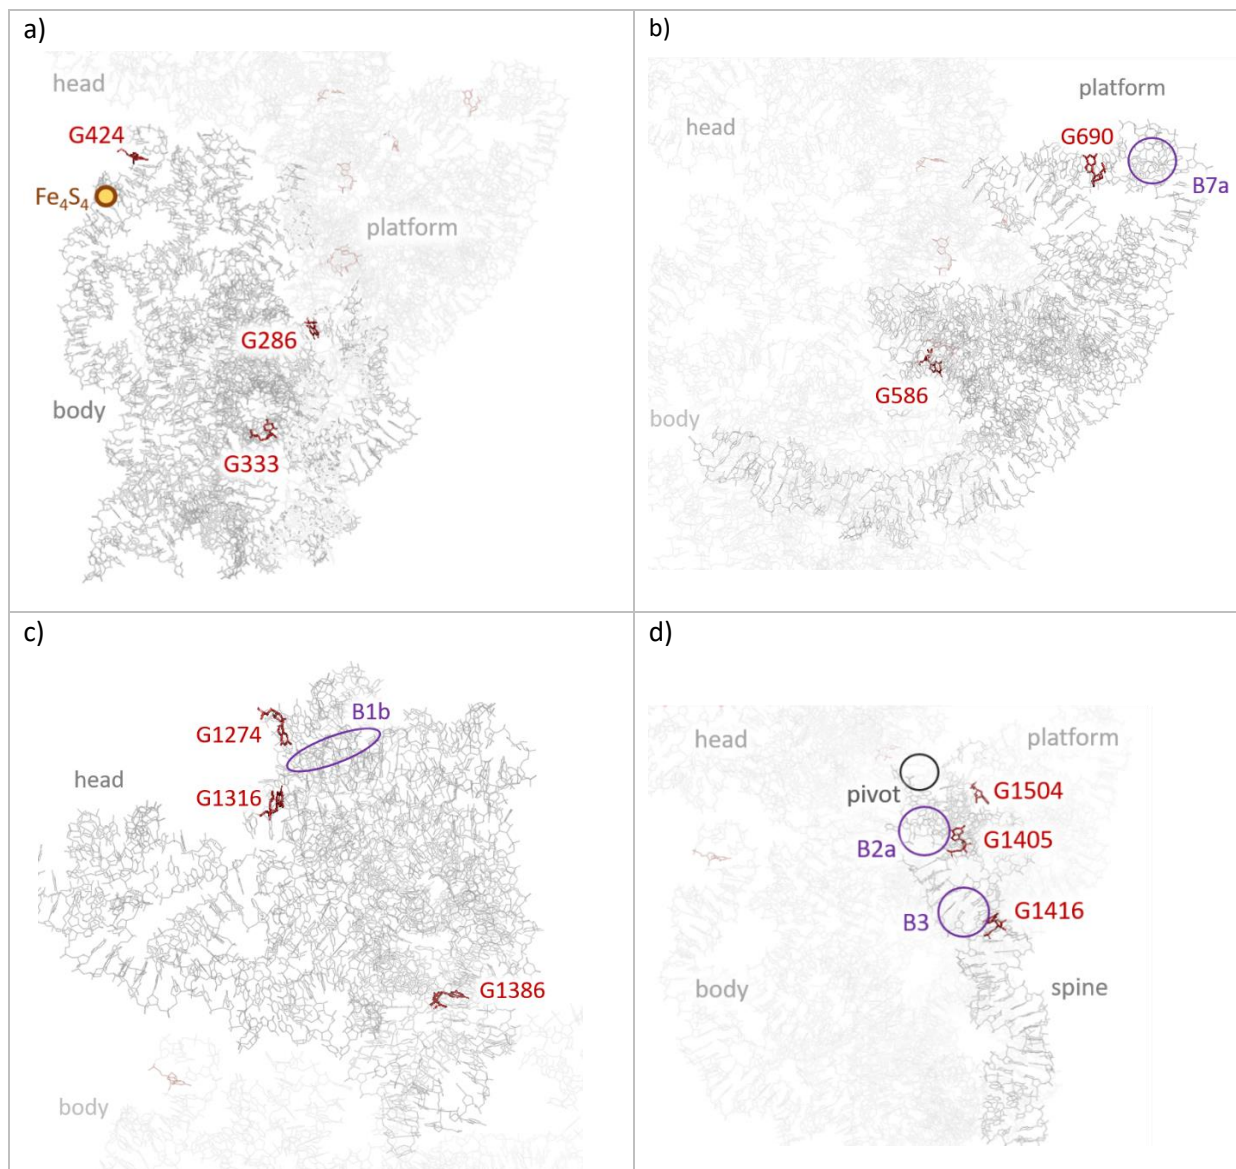 a)
head
G424
Fe₄S₄
platform
G286
body
G333
b)
platform
head
G690
B7a
G586
body
c)
B1b
G1274
head
G1316
G1386
body
d)
head
platform
pivot
G1504
B2a
G1405
B3
G1416
body
spine